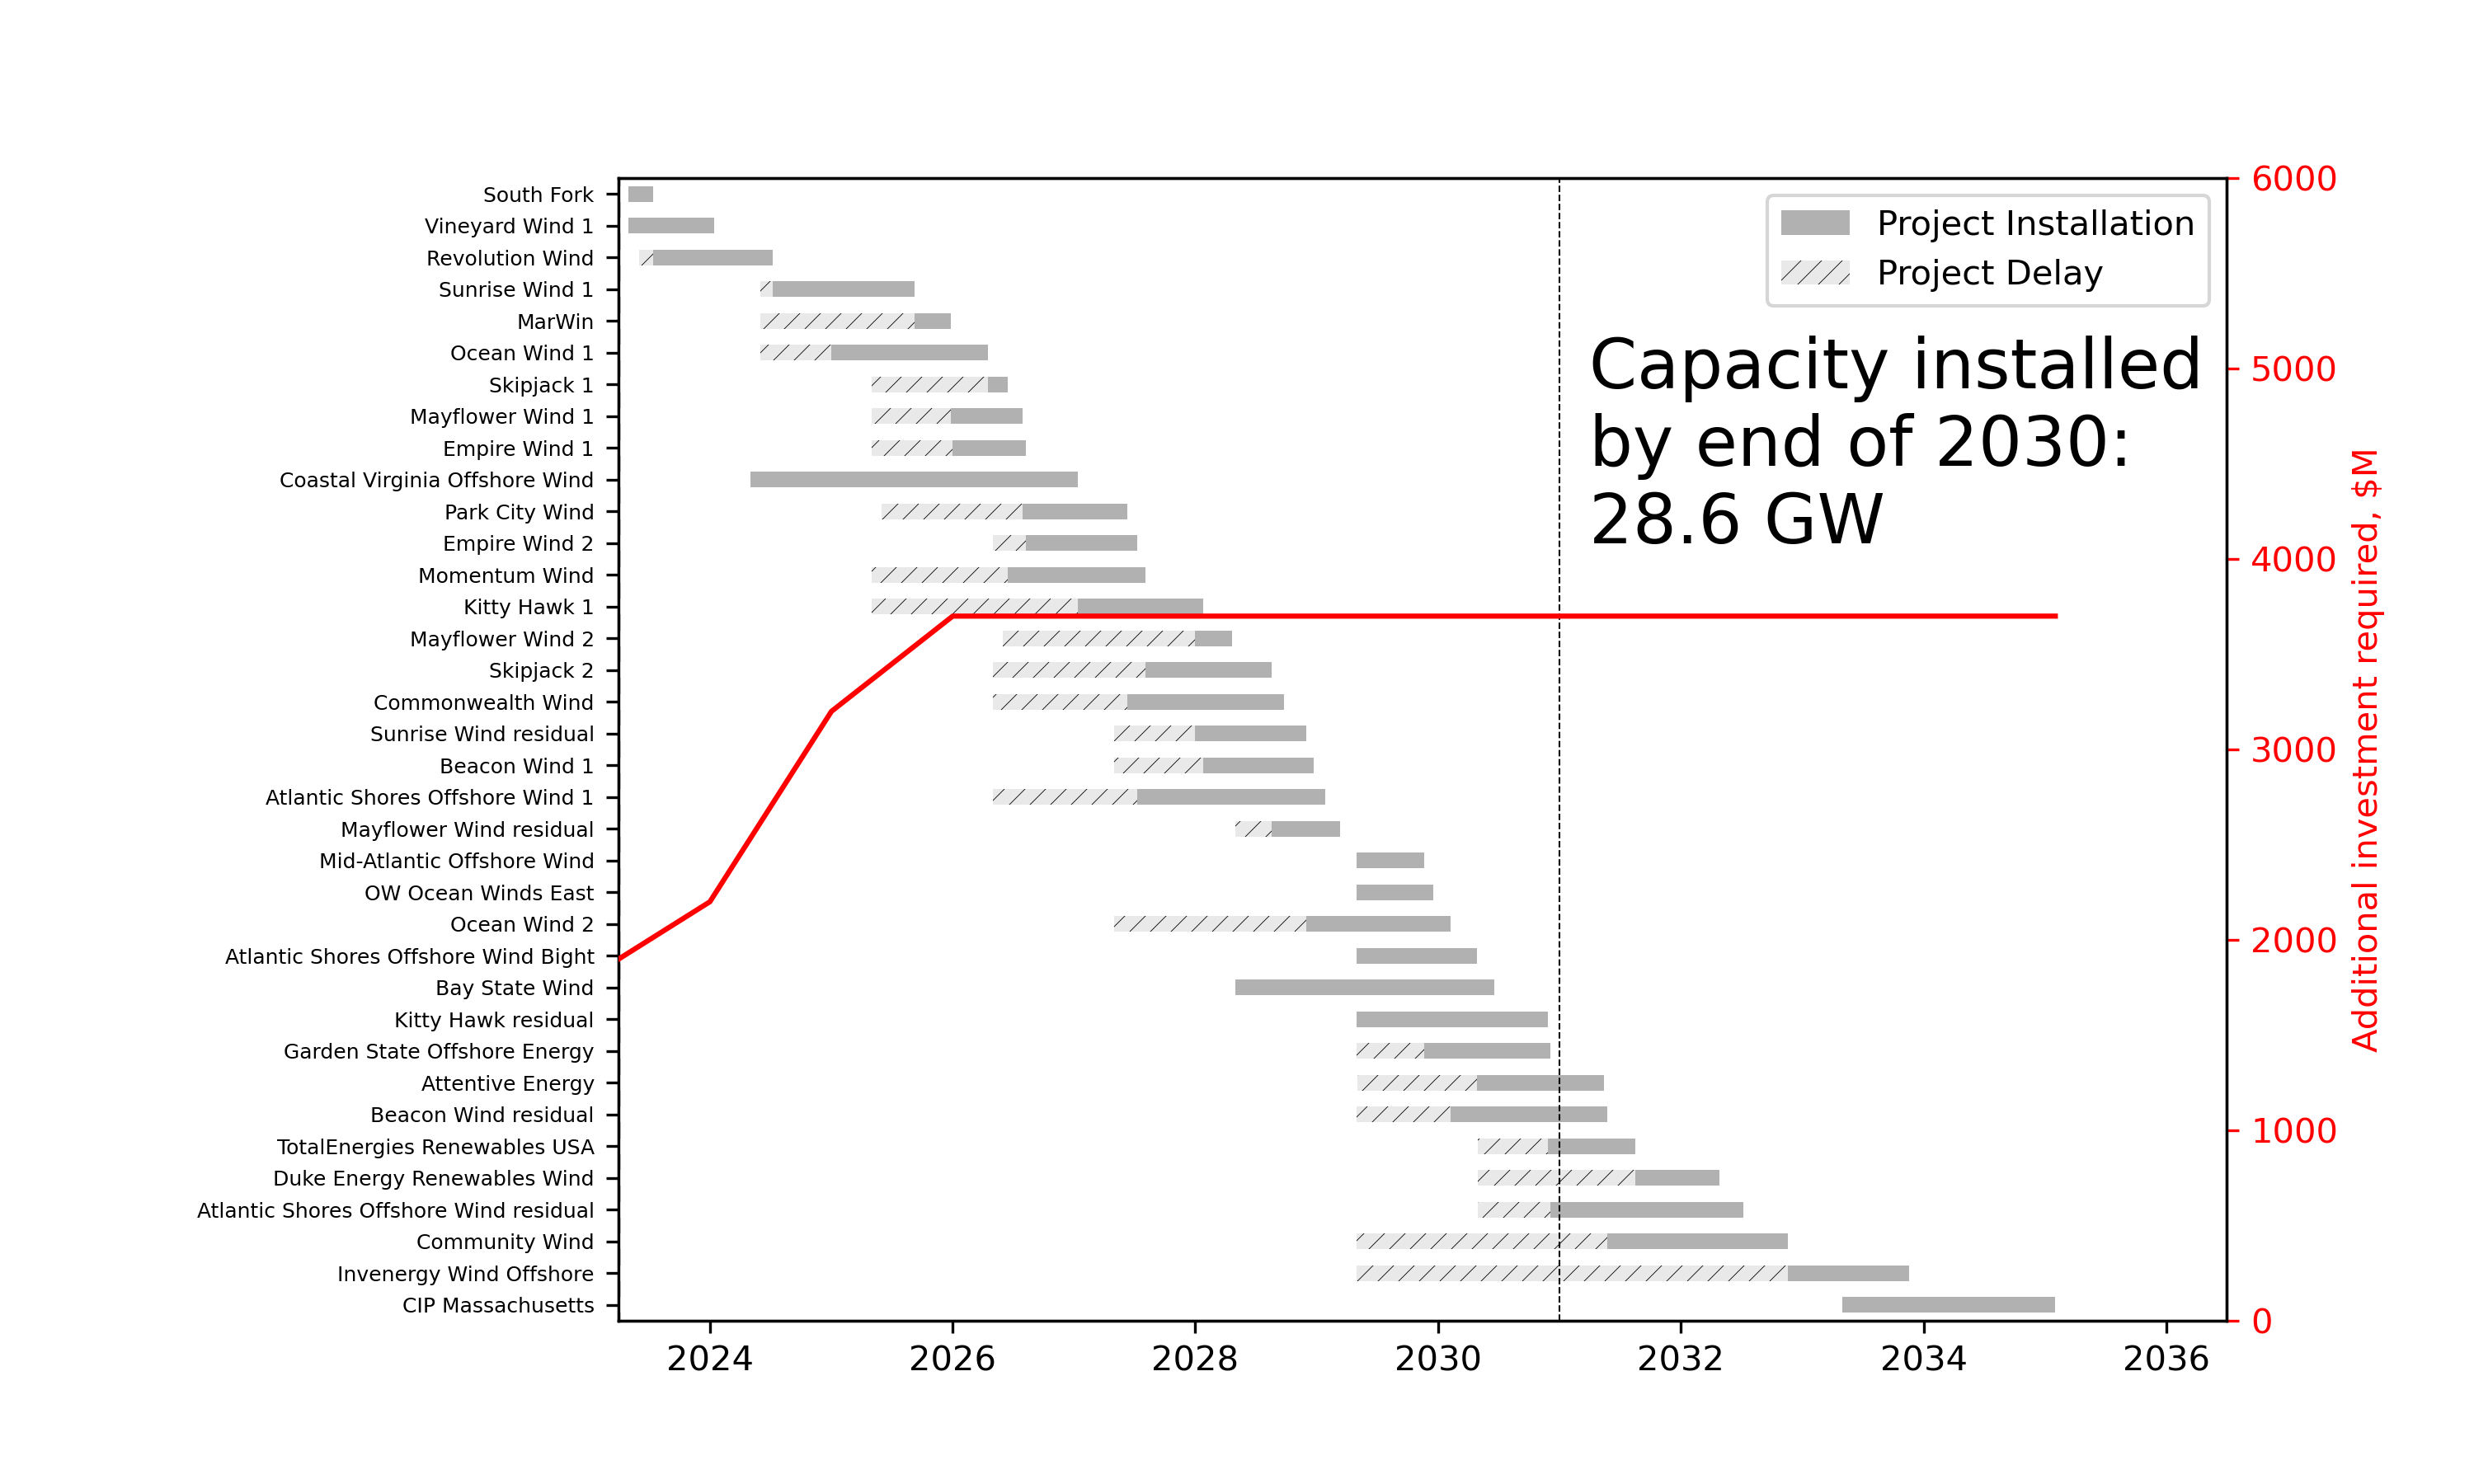 South Fork
Vineyard Wind 1
Revolution Wind
Sunrise Wind 1
MarWin
Ocean Wind 1
Skipjack 1
Mayflower Wind 1
Empire Wind 1
Coastal Virginia Offshore Wind
Park City Wind
Empire Wind 2
Momentum Wind
Kitty Hawk 1
Mayflower Wind 2
Skipjack 2
Commonwealth Wind
Sunrise Wind residual
Beacon Wind 1
Atlantic Shores Offshore Wind 1
Mayflower Wind residual
Mid-Atlantic Offshore Wind
OW Ocean Winds East
Ocean Wind 2
Atlantic Shores Offshore Wind Bight
Bay State Wind
Kitty Hawk residual
Garden State Offshore Energy
Attentive Energy
Beacon Wind residual
TotalEnergies Renewables USA
Duke Energy Renewables Wind
Atlantic Shores Offshore Wind residual
Community Wind
Invenergy Wind Offshore
CIP Massachusetts
Project Installation
Project Delay
Capacity installed
by end of 2030:
28.6 GW
6000
5000
4000
3000
2000
1000
0
Additional investment required, $M
2024
2026
2028
2030
2032
2034
2036